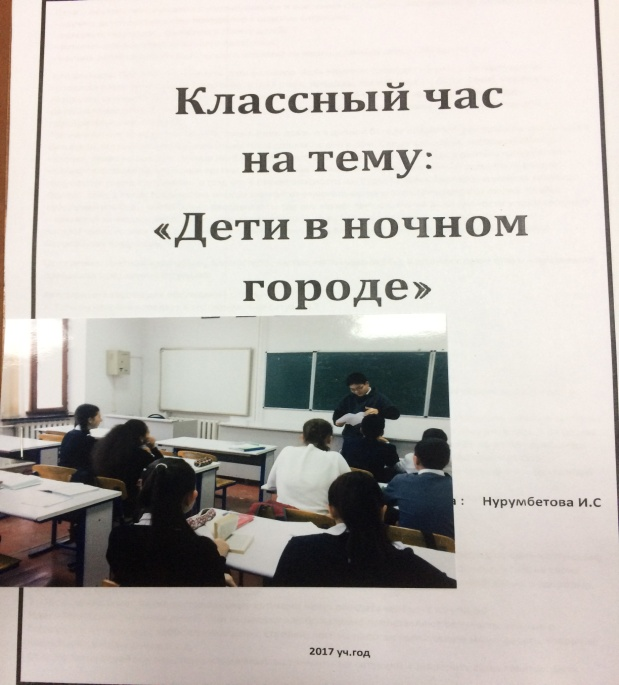 Классный час
на тему:
«Дети в ночном
городе»
: Нурумбетова И.С
2017 уч.год